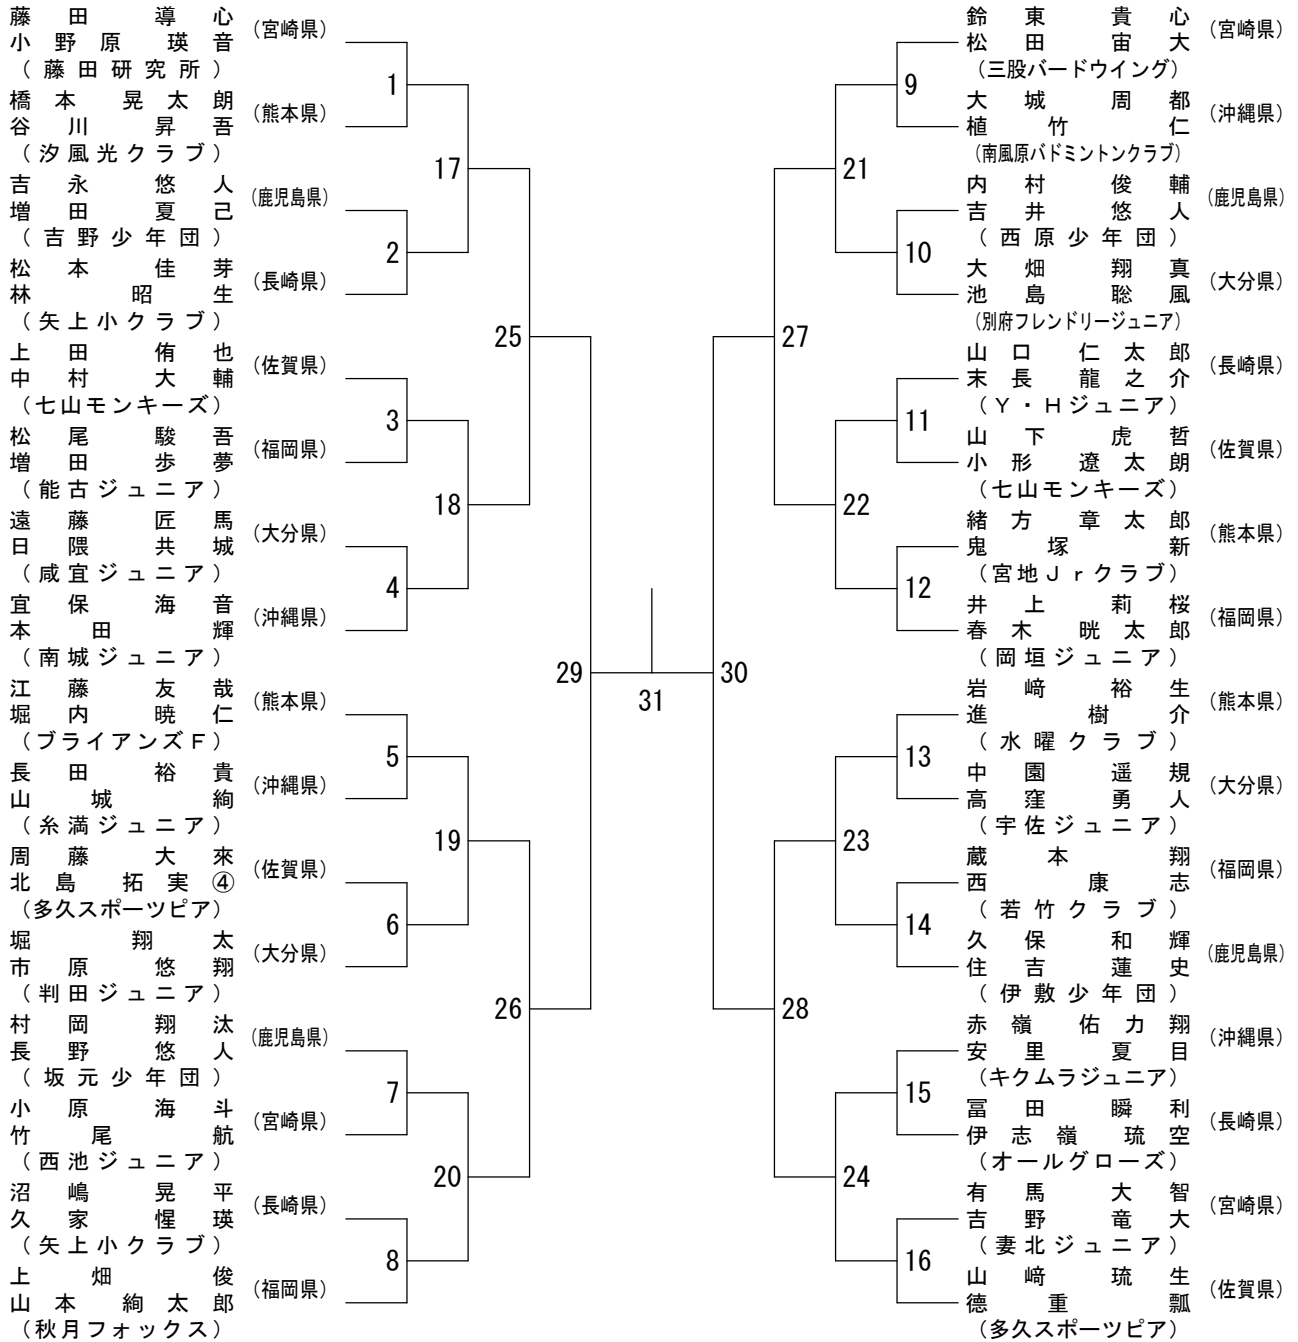 藤田 導心
小野原 瑛音
(宮崎県)
(藤田研究所)
橋本 晃太朗
谷川 昇吾
(熊本県)
(汐風光クラブ)
吉永 悠人
増田 夏己
(鹿児島県)
(吉野少年団)
松本 佳芽
林 昭生
(長崎県)
(矢上小クラブ)
上田 侑也
中村 大輔
(佐賀県)
(七山モンキーズ)
松尾 駿吾
増田 歩夢
(福岡県)
(能古ジュニア)
遠藤 匠馬
日隈 共城
(大分県)
(咸宜ジュニア)
宜保 海音
本田 輝
(沖縄県)
(南城ジュニア)
江藤 友哉
堀内 暁仁
(熊本県)
(ブライアンズF)
長田 裕貴
山城 絢
(沖縄県)
(糸満ジュニア)
周藤 大來
北島 拓実④
(佐賀県)
(多久スポーツピア)
堀 翔太
市原 悠翔
(大分県)
(判田ジュニア)
村岡 翔汰
長野 悠人
(鹿児島県)
(坂元少年団)
小原 海斗
竹尾 航
(宮崎県)
(西池ジュニア)
沼嶋 晃平
久家 惺瑛
(長崎県)
(矢上小クラブ)
上畑 俊
山本 絢太郎
(福岡県)
(秋月フォックス)
1
2
3
4
5
6
7
8
17
18
19
20
25
26
29
31
30
27
28
21
22
23
24
9
10
11
12
13
14
15
16
鈴東 貴心
松田 宙大
(宮崎県)
(三股バードウイング)
大城 周都
植竹 仁
(沖縄県)
(南風原バドミントンクラブ)
内村 俊輔
吉井 悠人
(鹿児島県)
(西原少年団)
大畑 翔真
池島 聡風
(大分県)
(別府フレンドリージュニア)
山口 仁太郎
末長 龍之介
(長崎県)
(Y・Hジュニア)
山下 虎哲
小形 遼太朗
(佐賀県)
(七山モンキーズ)
緒方 章太郎
鬼塚 新
(熊本県)
(宮地Jrクラブ)
井上 莉桜
春木 晄太郎
(福岡県)
(岡垣ジュニア)
岩﨑 裕生
進 樹介
(熊本県)
(水曜クラブ)
中園 遥規
高窪 勇人
(大分県)
(宇佐ジュニア)
蔵本 翔
西 康志
(福岡県)
(若竹クラブ)
久保 和輝
住吉 蓮史
(鹿児島県)
(伊敷少年団)
赤嶺 佑力翔
安里 夏目
(沖縄県)
(キクムラジュニア)
冨田 瞬利
伊志嶺 琉空
(長崎県)
(オールグローズ)
有馬 大智
吉野 竜大
(宮崎県)
(妻北ジュニア)
山﨑 琉生
德重 瓢
(佐賀県)
(多久スポーツピア)